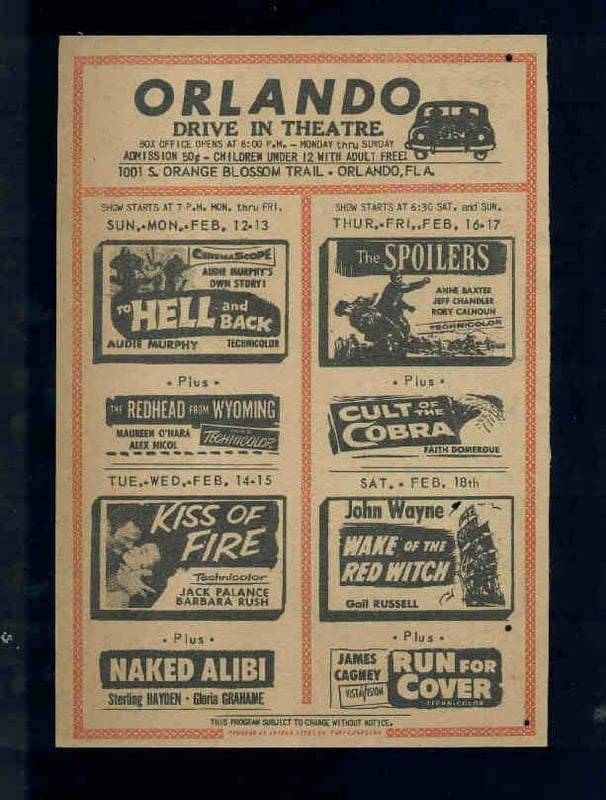 ORLANDO
DRIVE IN THEATRE
BOX OFFICE OPENS AT 6:00 P.M. - MONDAY thru SUNDAY
ADMISSION 50¢ - CHILDREN UNDER 12 WITH ADULT FREE!
1001 S. ORANGE BLOSSOM TRAIL - ORLANDO, FLA.
SHOW STARTS AT 7 P.M. MON. thru FRI.
SUN.-MON.-FEB. 12-13
CINEMASCOPE
AUDIE MURPHY'S
OWN STORY!
TO HELL and
BACK
AUDIE MURPHY TECHNICOLOR
• Plus •
THE REDHEAD FROM WYOMING
MAUREEN O'HARA
ALEX NICOL
TECHNICOLOR
TUE.-WED.-FEB. 14-15
KISS OF
FIRE
Technicolor
JACK PALANCE
BARBARA RUSH
• Plus •
NAKED ALIBI
Sterling HAYDEN • Gloria GRAHAME
SHOW STARTS AT 6:30 SAT. and SUN.
THUR.-FRI.,FEB. 16-17
The SPOILERS
ANNE BAXTER
JEFF CHANDLER
RORY CALHOUN
TECHNICOLOR
• Plus •
CULT OF THE
COBRA
FAITH DOMERGUE
SAT. - FEB. 18th
John Wayne
WAKE OF THE
RED WITCH
Gail RUSSELL
• Plus •
JAMES
CAGNEY
VISTAVISION
RUN FOR
COVER
TECHNICOLOR
THIS PROGRAM SUBJECT TO CHANGE WITHOUT NOTICE.